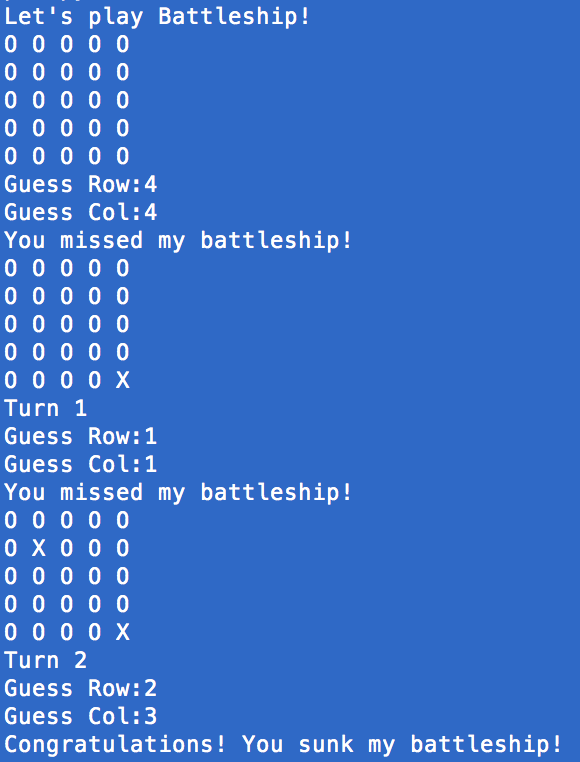 Let's play Battleship!
O O O O O
O O O O O
O O O O O
O O O O O
O O O O O
Guess Row:4
Guess Col:4
You missed my battleship!
O O O O O
O O O O O
O O O O O
O O O O O
O O O O X
Turn 1
Guess Row:1
Guess Col:1
You missed my battleship!
O O O O O
O X O O O
O O O O O
O O O O O
O O O O X
Turn 2
Guess Row:2
Guess Col:3
Congratulations! You sunk my battleship!